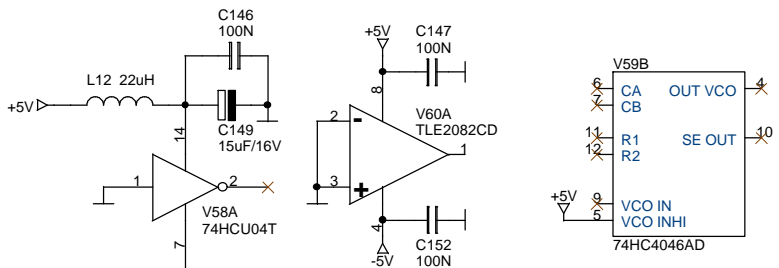 C146
100N
L12 22uH
+5V
C149
15uF/16V
14
1
2
V58A
74HCU04T
7
+5V
C147
100N
8
V60A
TLE2082CD
2
-
1
3
+
4
C152
100N
-5V
V59B
6 CA OUT VCO 4
7 CB
11 R1 SE OUT 10
12 R2
9 VCO IN
+5V
5 VCO INHI
74HC4046AD